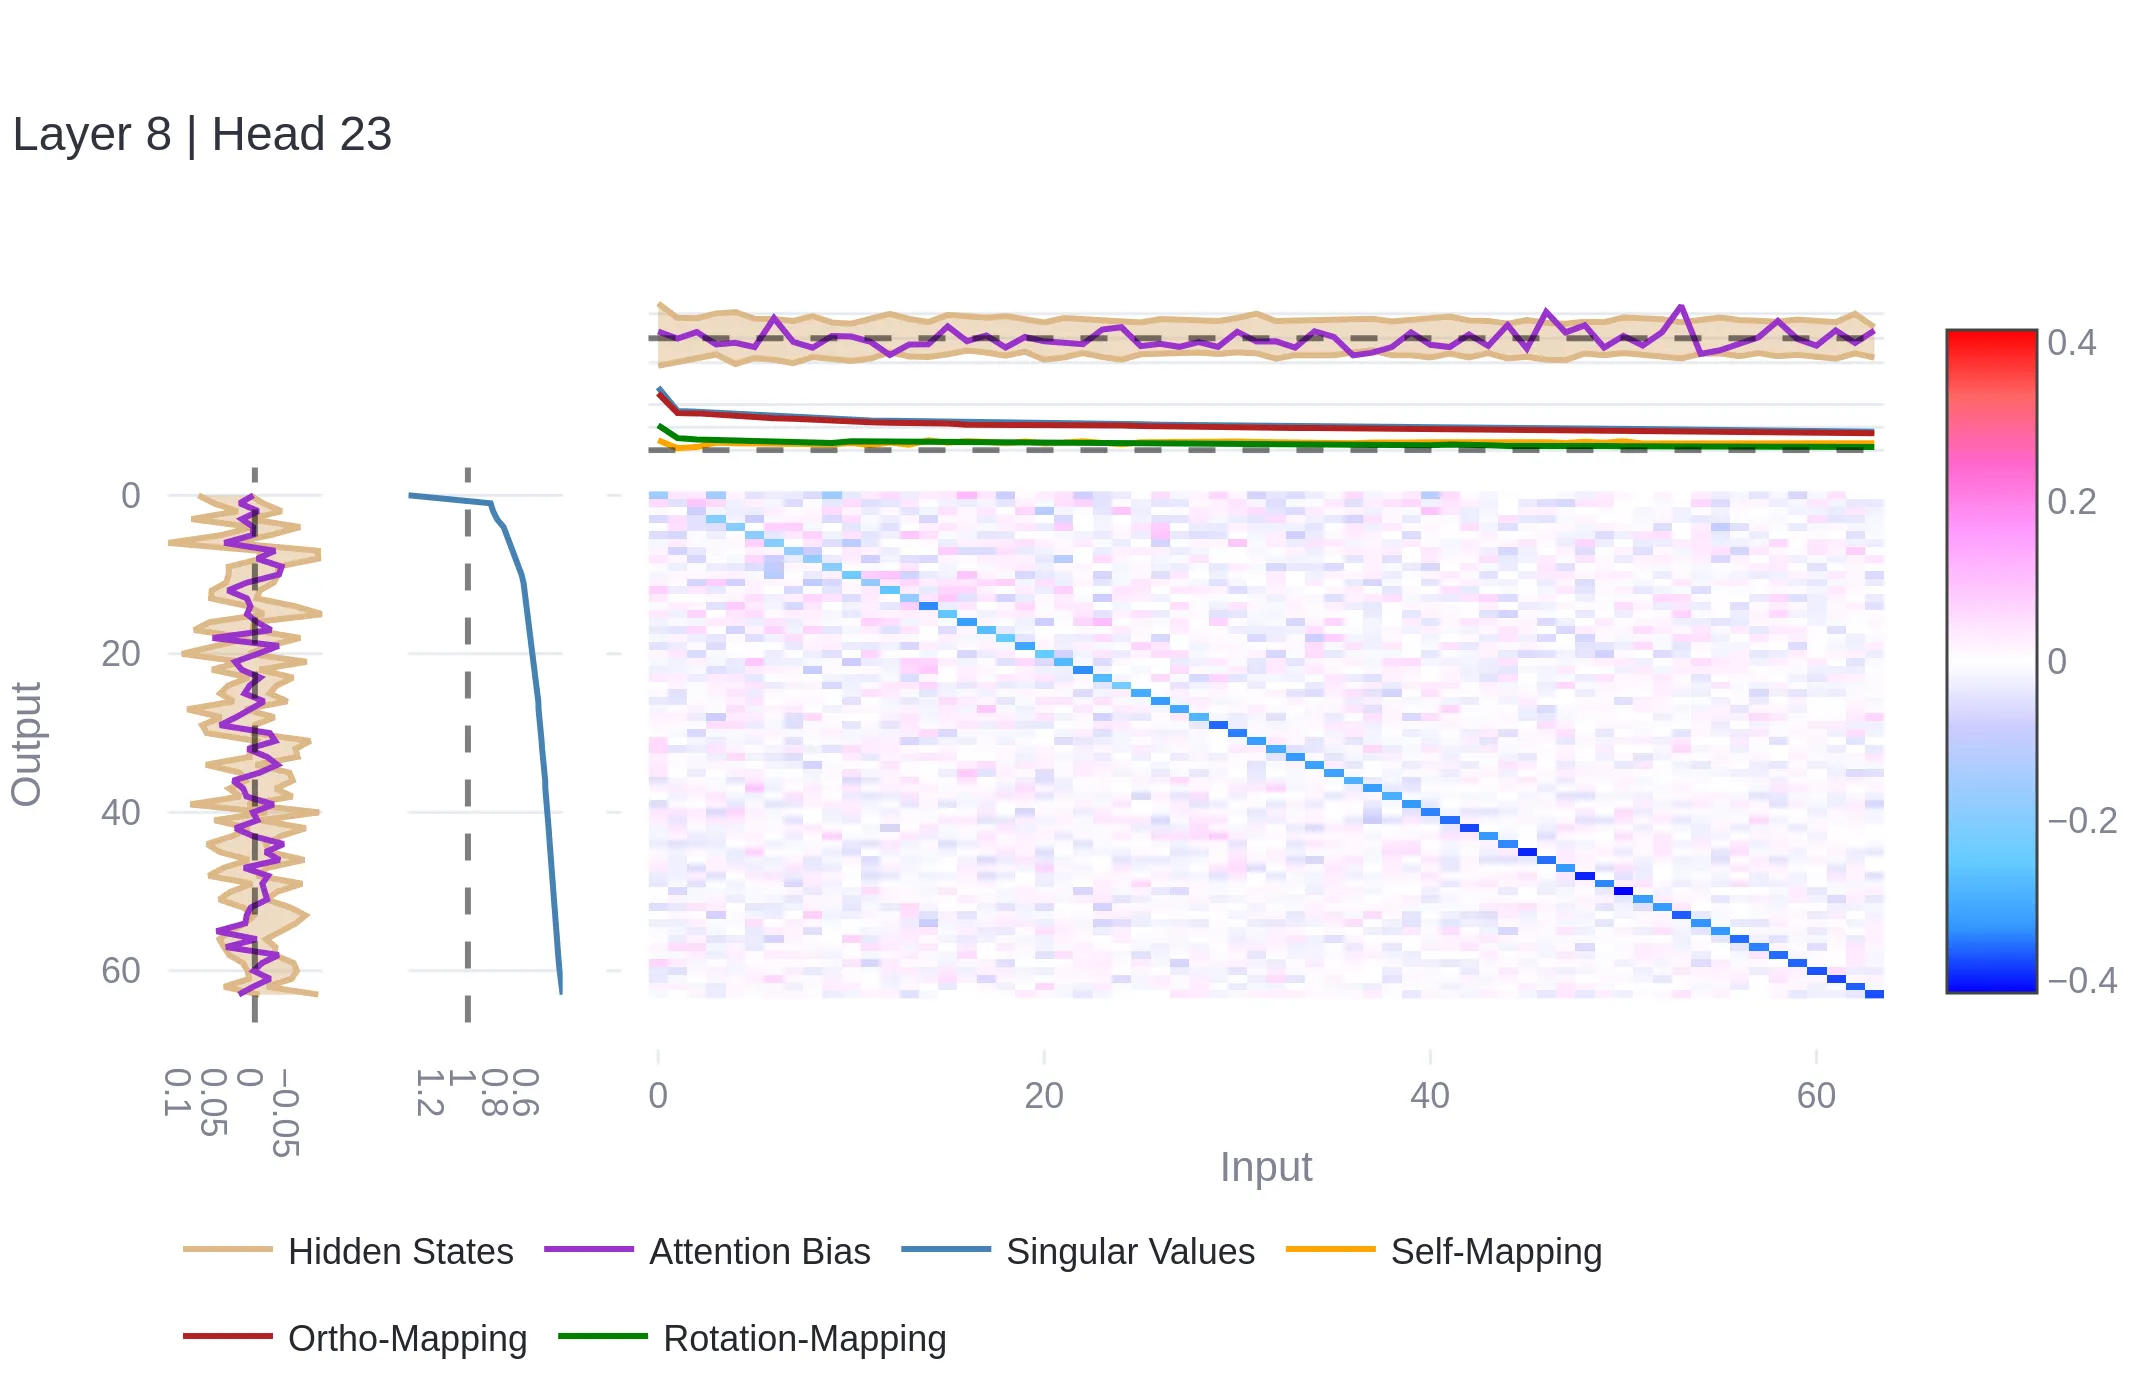 Layer 8 | Head 23
0
20
40
60
Output
0.1
0.05
0
−0.05
1.2
1
0.8
0.6
0
20
40
60
Input
0.4
0.2
0
−0.2
−0.4
Hidden States
Attention Bias
Singular Values
Self-Mapping
Ortho-Mapping
Rotation-Mapping